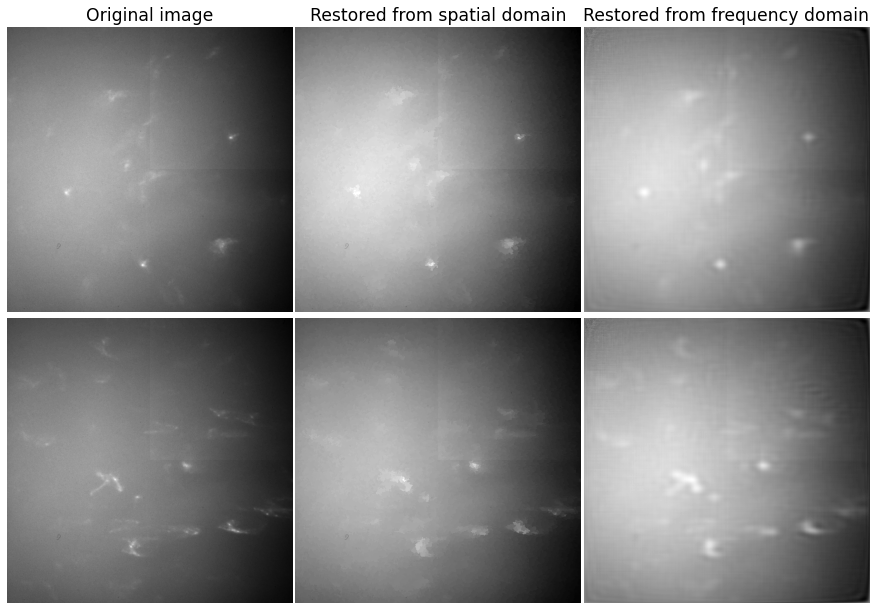 Original image
Restored from spatial domain
Restored from frequency domain